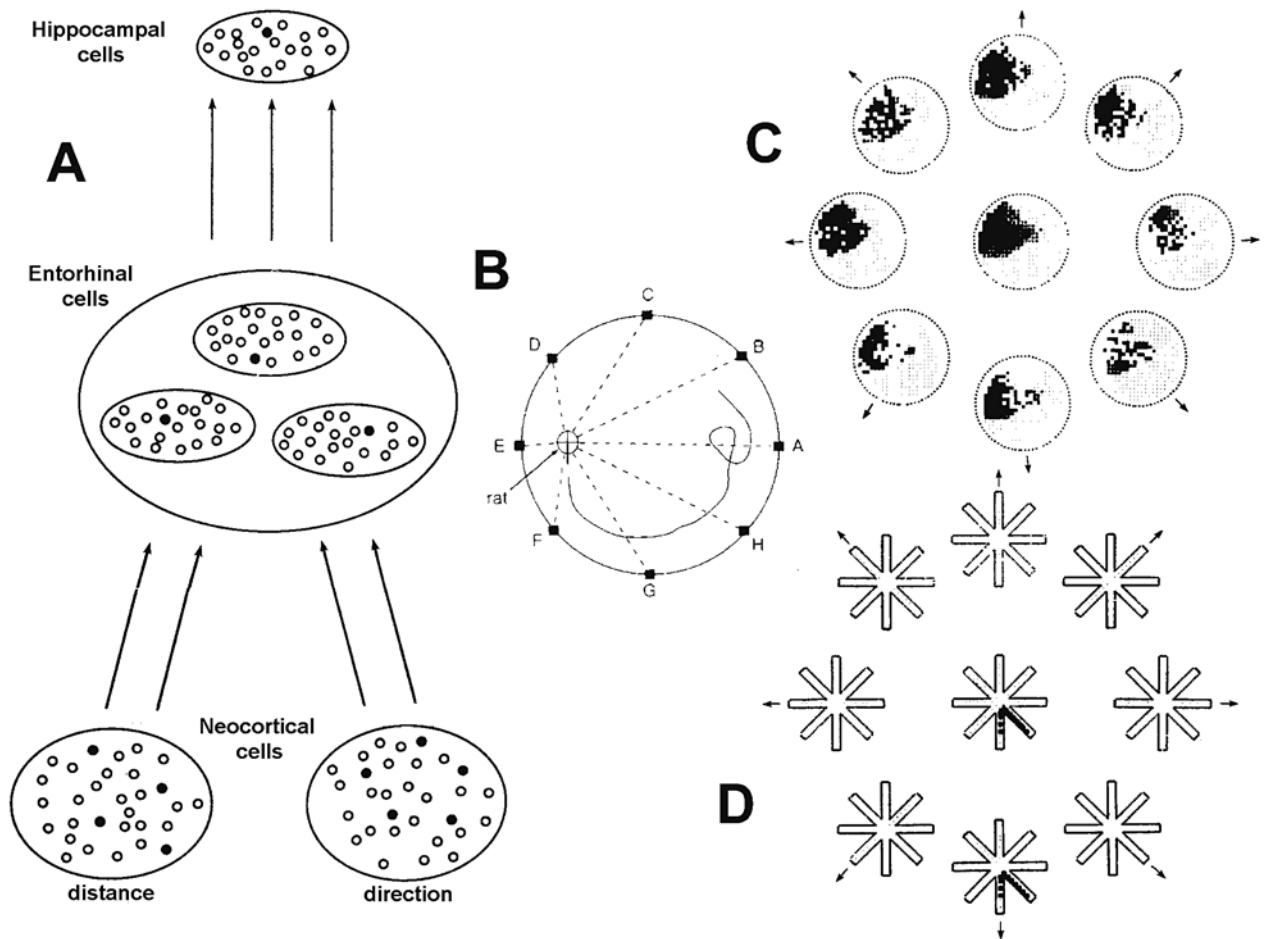 Hippocampal
cells
A
Entorhinal
cells
Neocortical
cells
distance
direction
B
C
D
B
E
A
rat
F
H
G
C
D